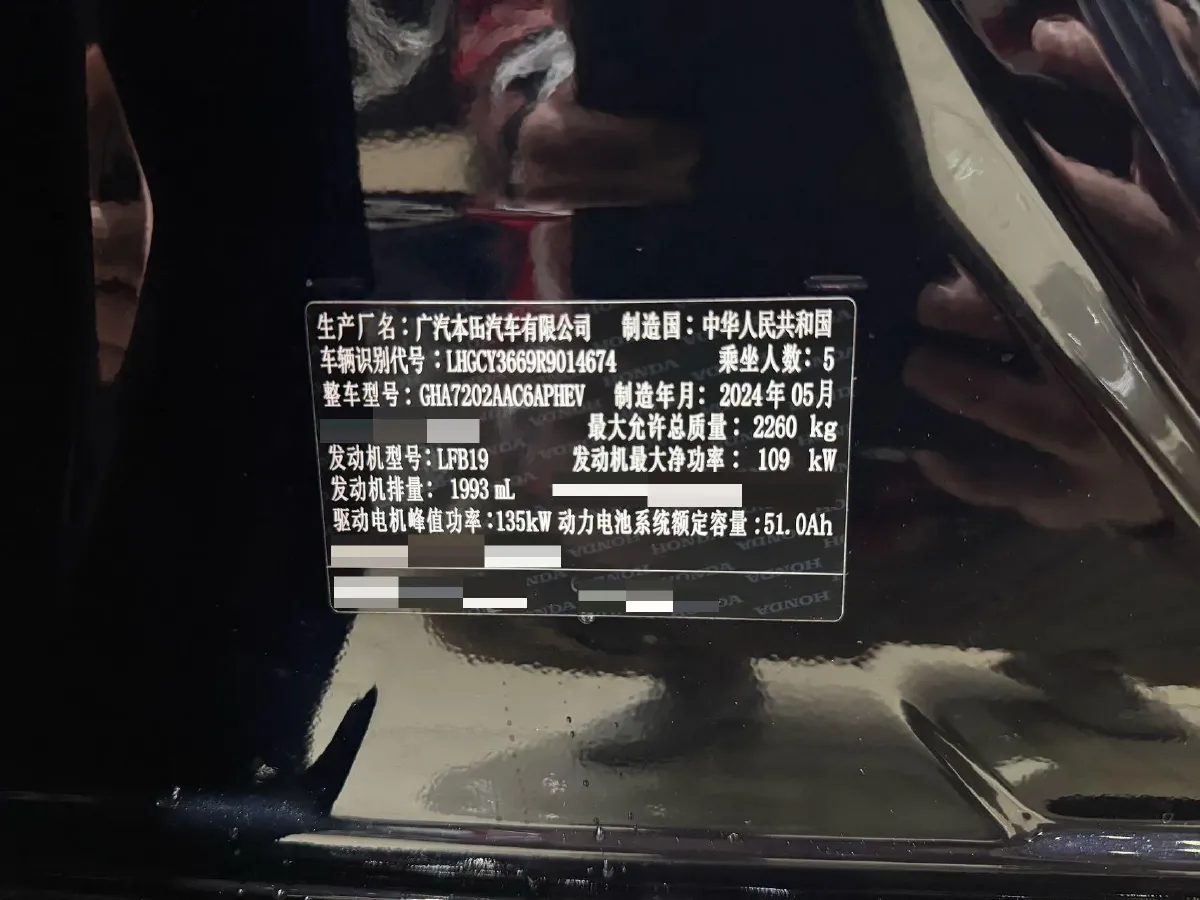 生产厂名：广汽本田汽车有限公司 制造国：中华人民共和国
车辆识别代号：LHGCY3669R9014674 乘坐人数：5
整车型号：GHA7202AAC6APHEV 制造年月：2024年05月
最大允许总质量：2260 kg
发动机型号：LFB19 发动机最大净功率：109 kW
发动机排量：1993 mL
驱动电机峰值功率：135kW 动力电池系统额定容量：51.0Ah
HONDA